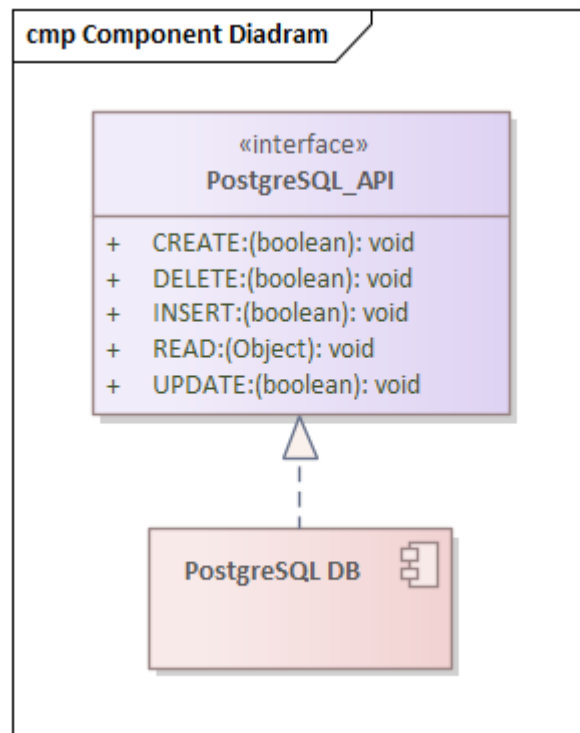 cmp Component Diadram
«interface»
PostgreSQL_API
+ CREATE:(boolean): void
+ DELETE:(boolean): void
+ INSERT:(boolean): void
+ READ:(Object): void
+ UPDATE:(boolean): void
PostgreSQL DB